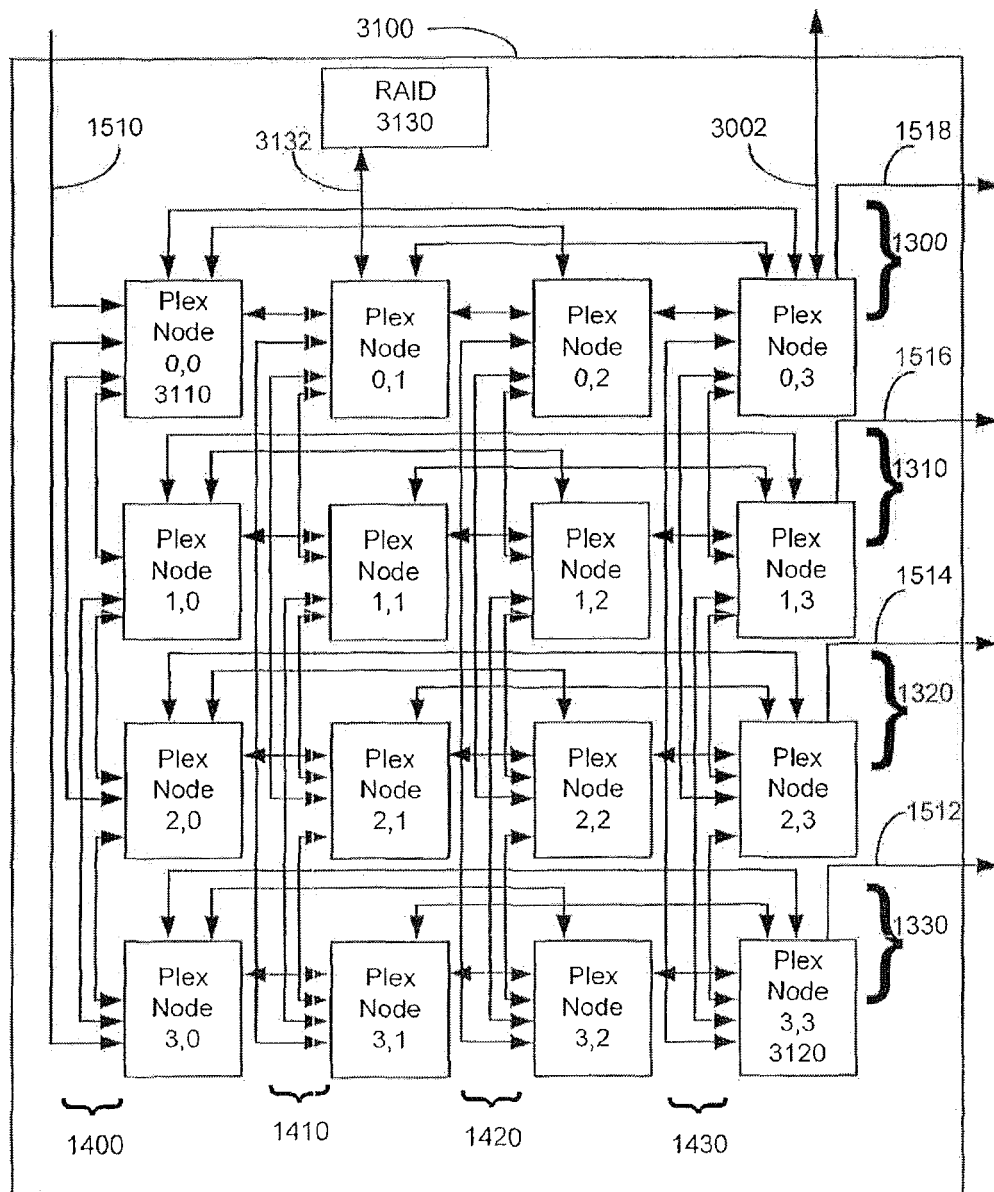 3100
RAID
3130
1510
3132
3002
1518
1300
Plex
Node
0,0
3110
Plex
Node
0,1
Plex
Node
0,2
Plex
Node
0,3
1516
1310
Plex
Node
1,0
Plex
Node
1,1
Plex
Node
1,2
Plex
Node
1,3
1514
1320
Plex
Node
2,0
Plex
Node
2,1
Plex
Node
2,2
Plex
Node
2,3
1512
1330
Plex
Node
3,0
Plex
Node
3,1
Plex
Node
3,2
Plex
Node
3,3
3120
1400
1410
1420
1430